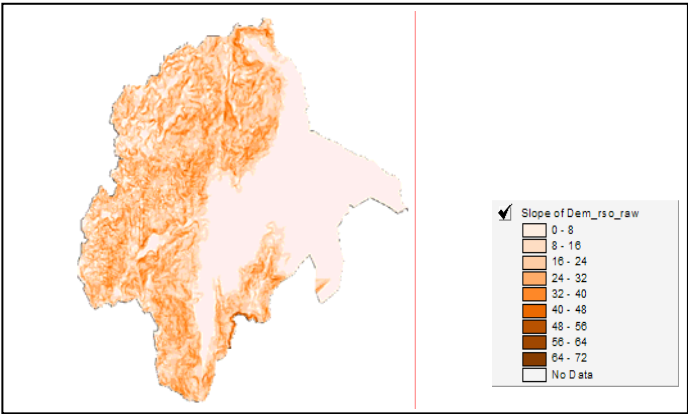 Slope of Dem_rso_raw
0 - 8
8 - 16
16 - 24
24 - 32
32 - 40
40 - 48
48 - 56
56 - 64
64 - 72
No Data